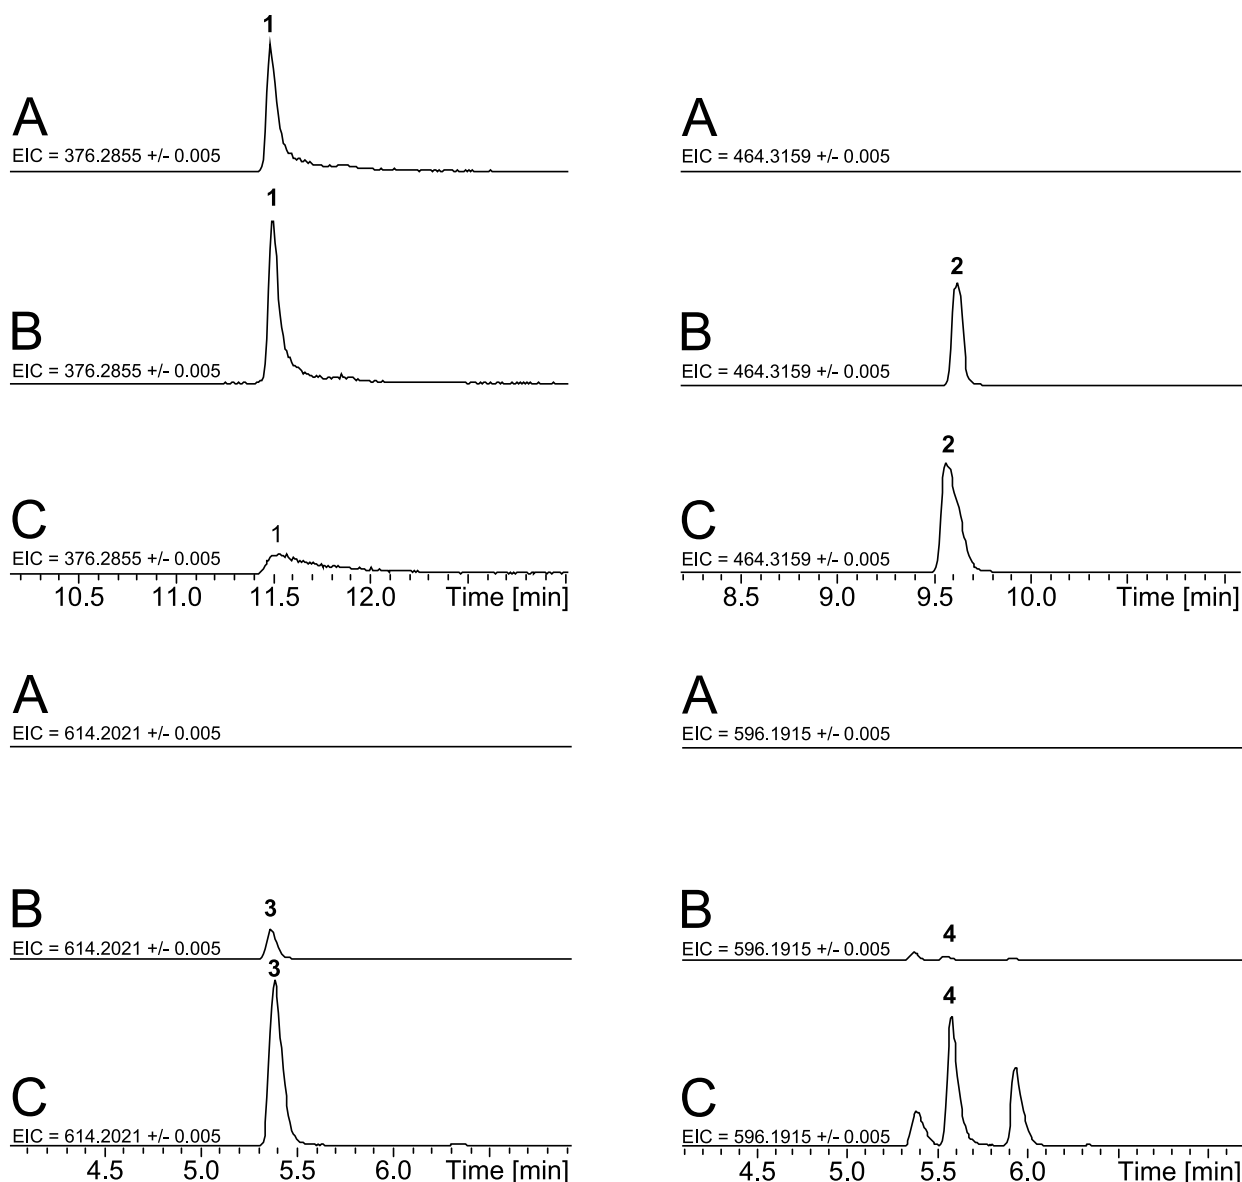 1
A
EIC = 376.2855 +/- 0.005
1
B
EIC = 376.2855 +/- 0.005
1
C
EIC = 376.2855 +/- 0.005
10.5 11.0 11.5 12.0 Time [min]
A
EIC = 464.3159 +/- 0.005
2
B
EIC = 464.3159 +/- 0.005
2
C
EIC = 464.3159 +/- 0.005
8.5 9.0 9.5 10.0 Time [min]
A
EIC = 614.2021 +/- 0.005
3
B
EIC = 614.2021 +/- 0.005
3
C
EIC = 614.2021 +/- 0.005
4.5 5.0 5.5 6.0 Time [min]
A
EIC = 596.1915 +/- 0.005
4
B
EIC = 596.1915 +/- 0.005
4
C
EIC = 596.1915 +/- 0.005
4.5 5.0 5.5 6.0 Time [min]